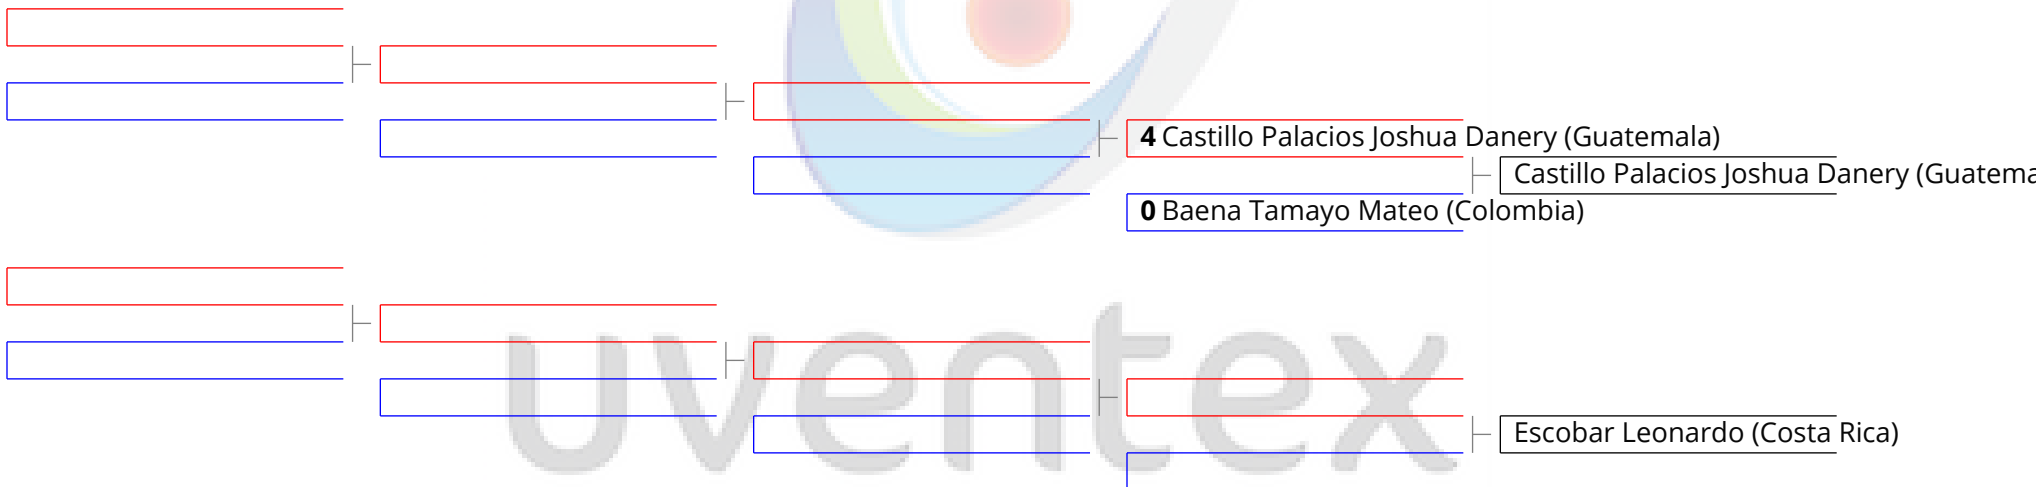 4 Castillo Palacios Joshua Danery (Guatemala)
Castillo Palacios Joshua Danery (Guatema
0 Baena Tamayo Mateo (Colombia)
uventex
Escobar Leonardo (Costa Rica)